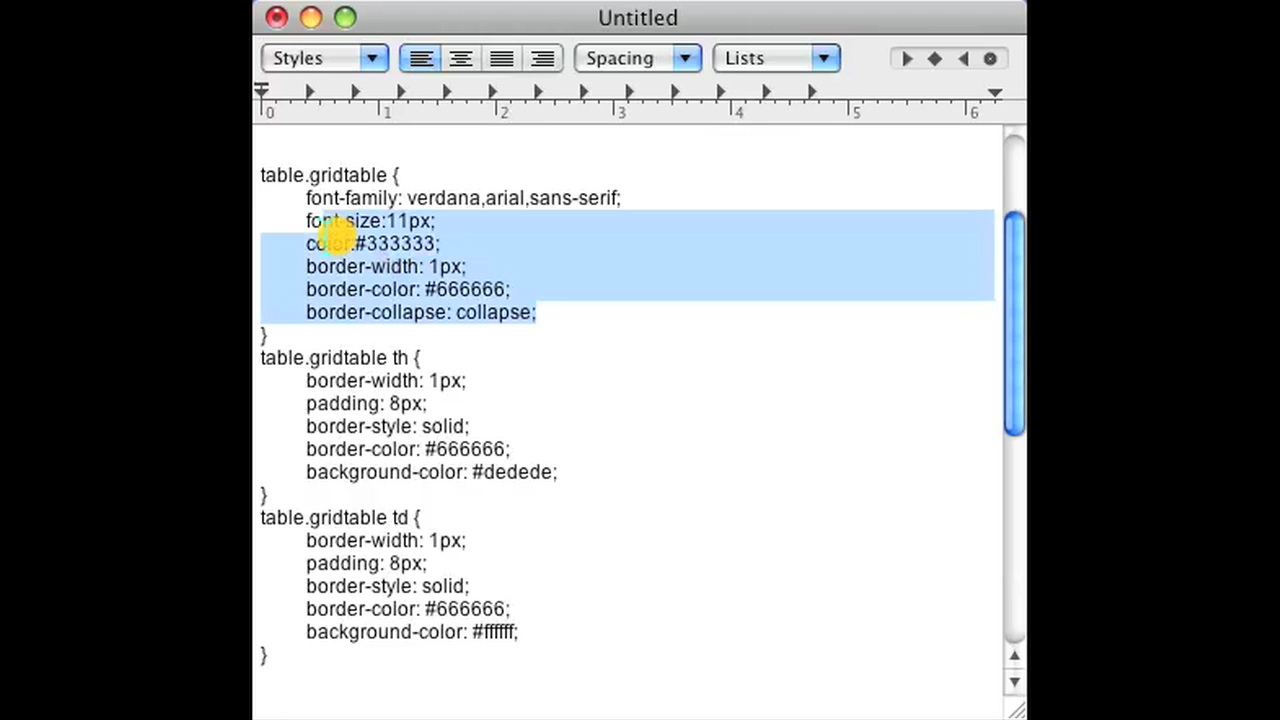 Untitled
Styles Spacing Lists
0 1 2 3 4 5 6
table.gridtable {
font-family: verdana,arial,sans-serif;
font-size:11px;
color:#333333;
border-width: 1px;
border-color: #666666;
border-collapse: collapse;
}
table.gridtable th {
border-width: 1px;
padding: 8px;
border-style: solid;
border-color: #666666;
background-color: #dedede;
}
table.gridtable td {
border-width: 1px;
padding: 8px;
border-style: solid;
border-color: #666666;
background-color: #ffffff;
}